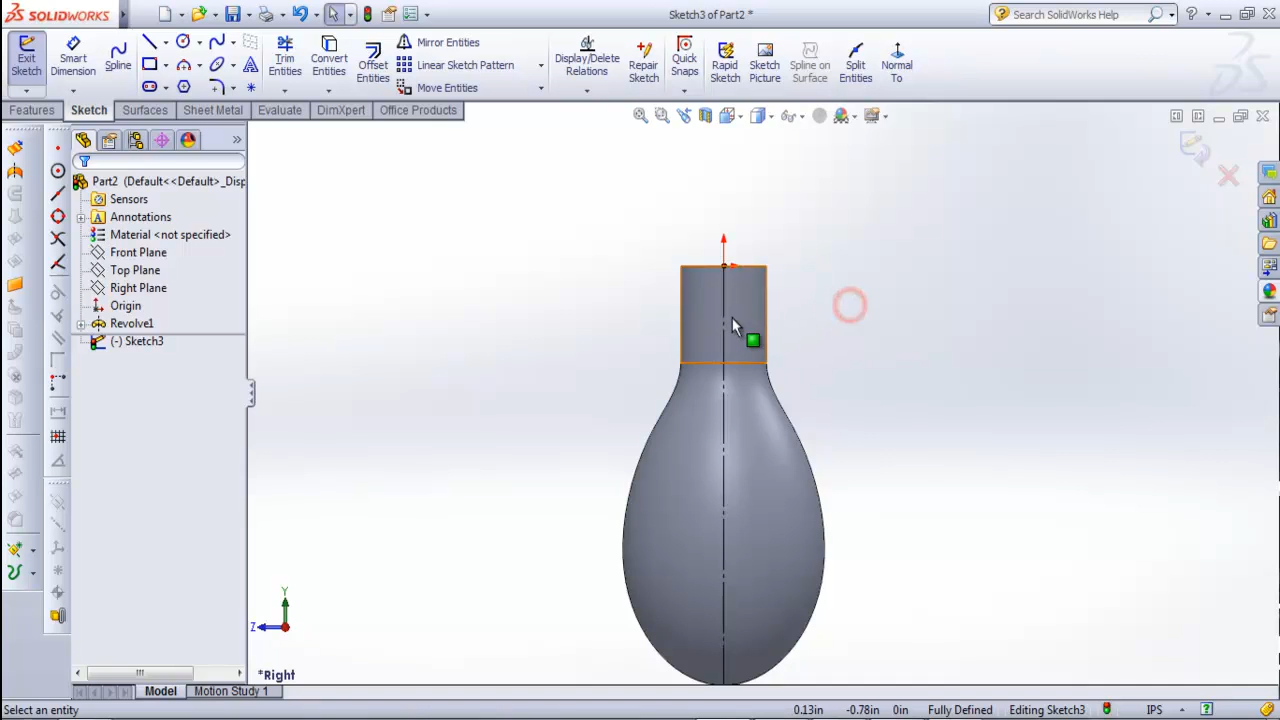 SOLIDWORKS
Sketch3 of Part2 *
Search SolidWorks Help
Exit Sketch
Smart Dimension
Spline
Trim Entities
Convert Entities
Offset Entities
Mirror Entities
Linear Sketch Pattern
Move Entities
Display/Delete Relations
Repair Sketch
Quick Snaps
Rapid Sketch
Sketch Picture
Spline on Surface
Split Entities
Normal To
Features Sketch Surfaces Sheet Metal Evaluate DimXpert Office Products
Part2 (Default<<Default>_Disp
Sensors
Annotations
Material <not specified>
Front Plane
Top Plane
Right Plane
Origin
Revolve1
(-) Sketch3
Y
Z
*Right
Model Motion Study 1
Select an entity 0.13in -0.78in 0in Fully Defined Editing Sketch3 IPS